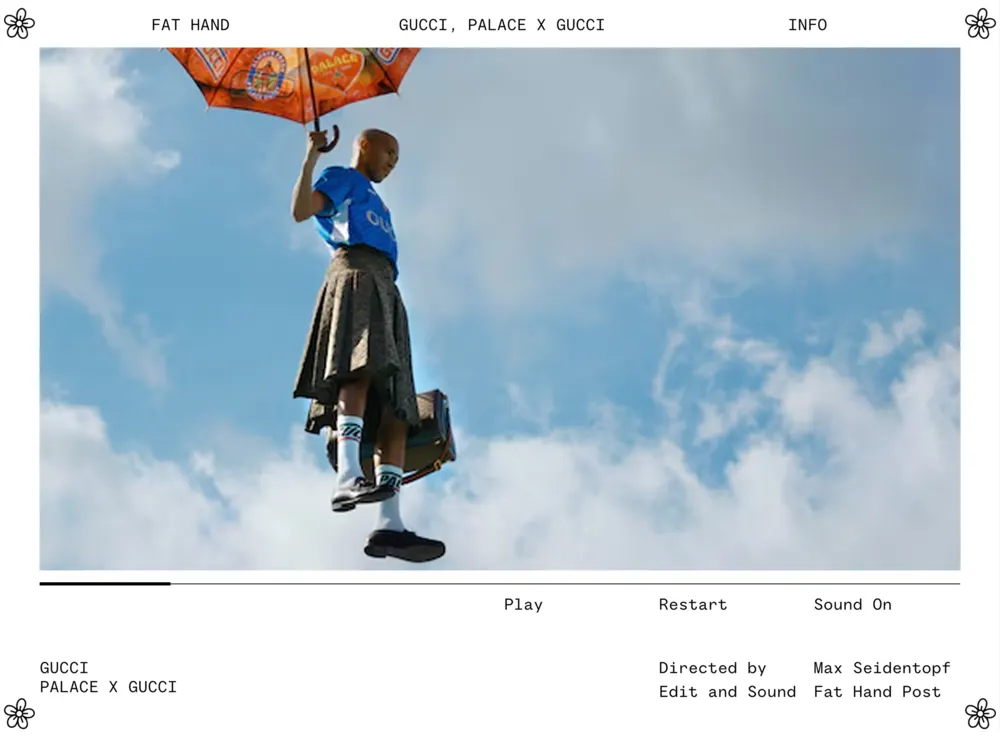 FAT HAND GUCCI, PALACE X GUCCI INFO
PALACE
Play Restart Sound On
GUCCI
PALACE X GUCCI
Directed by Max Seidentopf
Edit and Sound Fat Hand Post